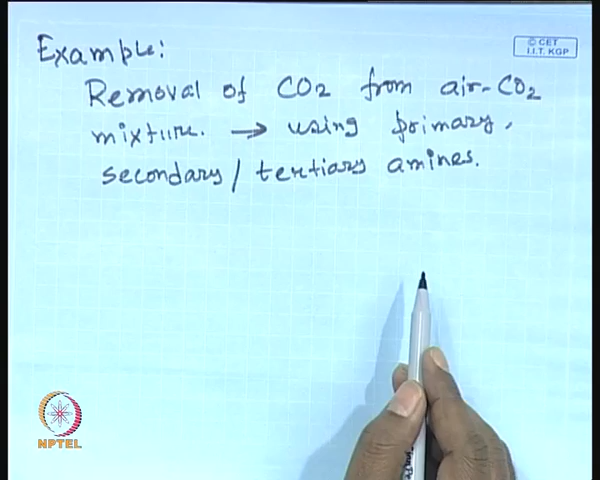 Example:
© CET
I.I.T. KGP
Removal of CO2 from air-CO2
mixture. → using primary,
secondary/tertiary amines.
NPTEL